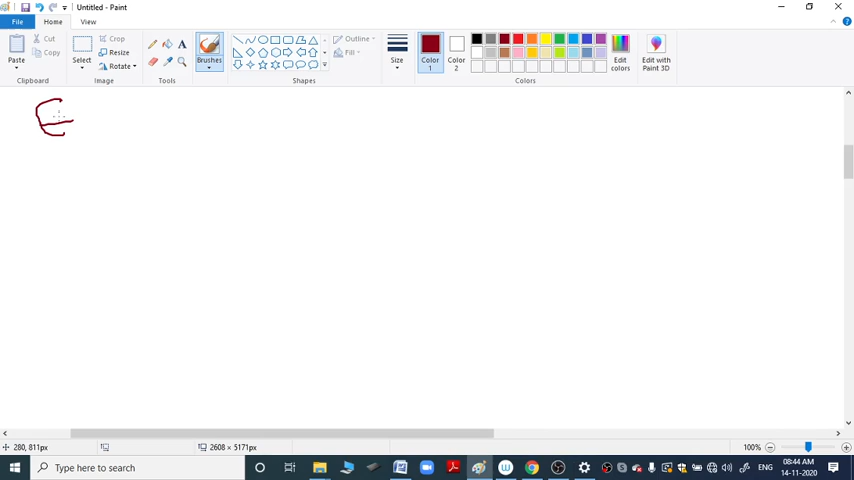 Untitled - Paint
File Home View
Paste Cut Copy
Clipboard
Select Crop Resize Rotate
Image
A
Tools
Brushes
Outline Fill
Shapes
Size
Color 1
Color 2
Edit colors
Colors
Edit with Paint 3D
280, 811px 2608 × 5171px 100%
Type here to search ENG 08:44 AM 14-11-2020